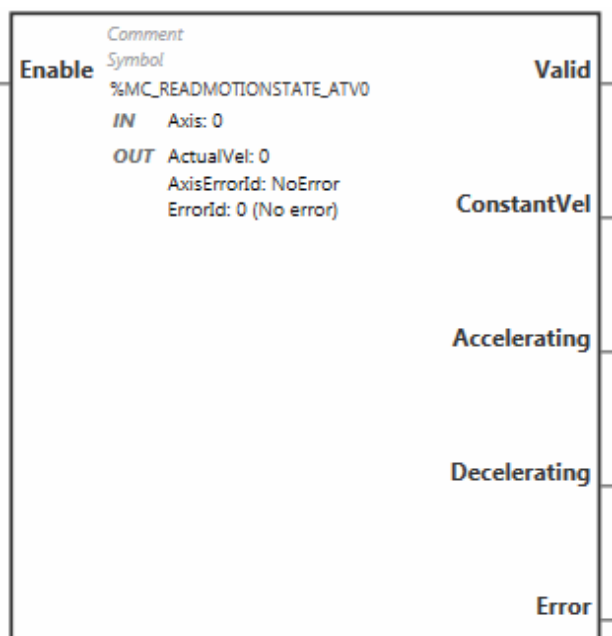 Comment
Enable Symbol Valid
%MC_READMOTIONSTATE_ATV0
IN Axis: 0
OUT ActualVel: 0
AxisErrorId: NoError
ErrorId: 0 (No error)
ConstantVel
Accelerating
Decelerating
Error